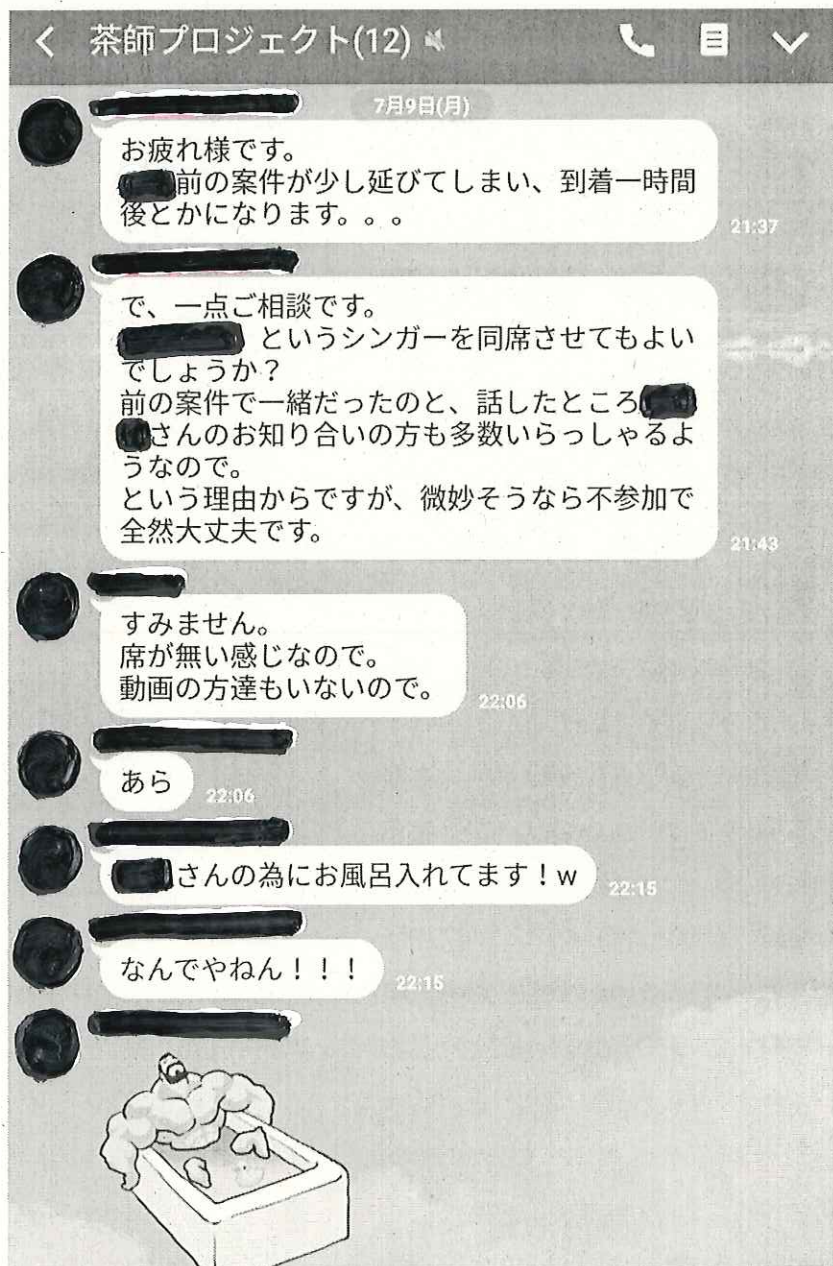 茶師プロジェクト(12)
7月9日(月)
お疲れ様です。
前の案件が少し延びてしまい、到着一時間
後とかになります。。。
21:37
で、一点ご相談です。
というシンガーを同席させてもよい
でしょうか？
前の案件で一緒だったのと、話したところ
さんのお知り合いの方も多数いらっしゃるよ
うなので。
という理由からですが、微妙そうなら不参加で
全然大丈夫です。
21:43
すみません。
席が無い感じなので。
動画の方達もいないので。
22:06
あら
22:06
さんの為にお風呂入れてます！w
22:15
なんでやねん！！！
22:15